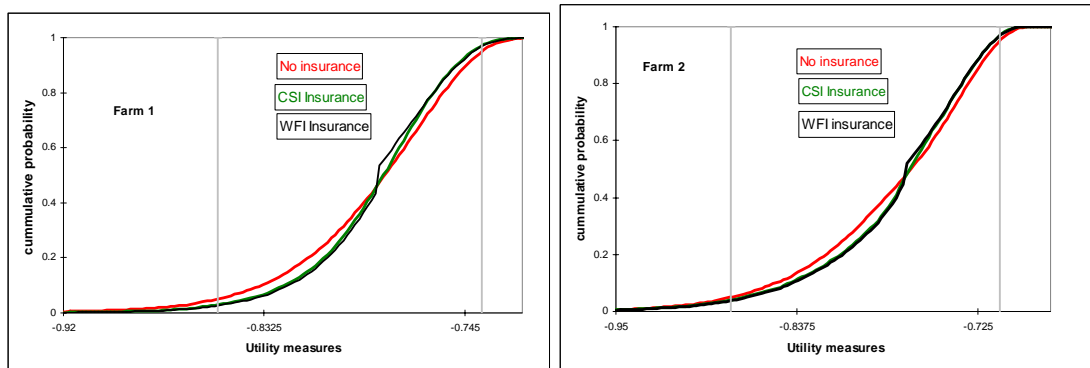 1
0.8
0.6
0.4
0.2
0
cummulative probability
Farm 1
No insurance
CSI Insurance
WFI Insurance
-0.92
-0.8325
-0.745
Utility measures
1
0.8
0.6
0.4
0.2
0
cummulative probability
Farm 2
No insurance
CSI Insurance
WFI insurance
-0.95
-0.8375
-0.725
Utility measures